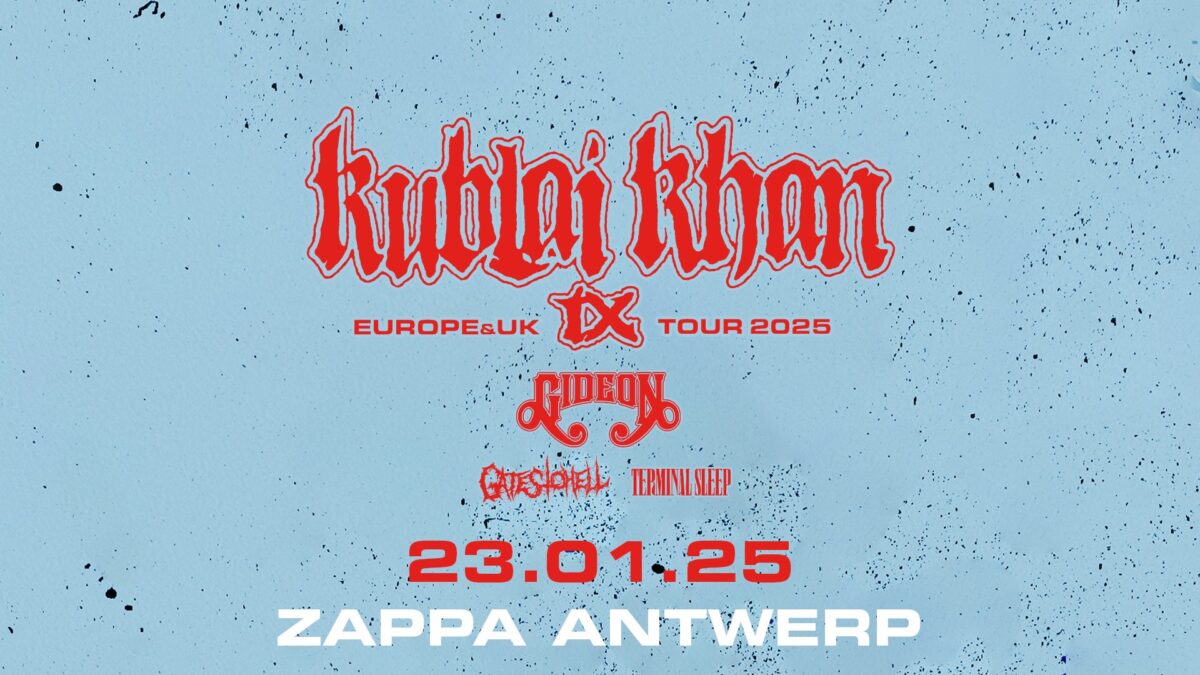 Kublai Khan
EUROPE&UK TX TOUR 2025
GIDEON
GATES TO HELL TERMINAL SLEEP
23.01.25
ZAPPA ANTWERP